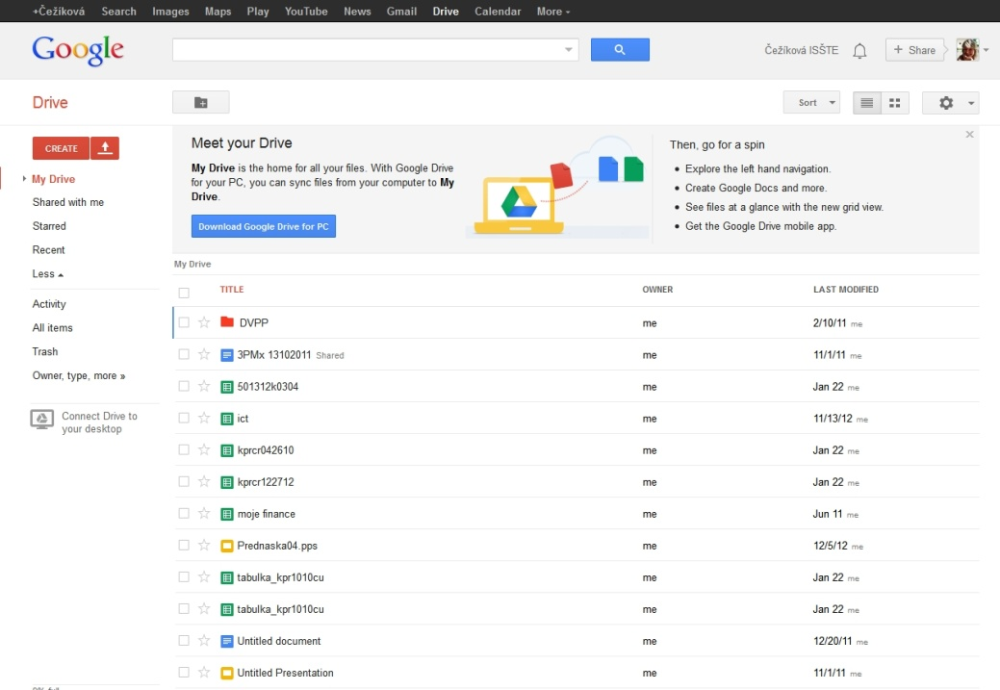 +Čežíková Search Images Maps Play YouTube News Gmail Drive Calendar More
Google
Čežíková ISŠTE
+ Share
Drive
Sort
CREATE
My Drive
Shared with me
Starred
Recent
Less
Activity
All items
Trash
Owner, type, more »
Connect Drive to
your desktop
Meet your Drive
My Drive is the home for all your files. With Google Drive
for your PC, you can sync files from your computer to My
Drive.
Download Google Drive for PC
Then, go for a spin
• Explore the left hand navigation.
• Create Google Docs and more.
• See files at a glance with the new grid view.
• Get the Google Drive mobile app.
My Drive
TITLE OWNER LAST MODIFIED
DVPP me 2/10/11 me
3PMx 13102011 Shared me 11/1/11 me
501312k0304 me Jan 22 me
ict me 11/13/12 me
kprcr042610 me Jan 22 me
kprcr122712 me Jan 22 me
moje finance me Jun 11 me
Prednaska04.pps me 12/5/12 me
tabulka_kpr1010cu me Jan 22 me
tabulka_kpr1010cu me Jan 22 me
Untitled document me 12/20/11 me
Untitled Presentation me 11/1/11 me